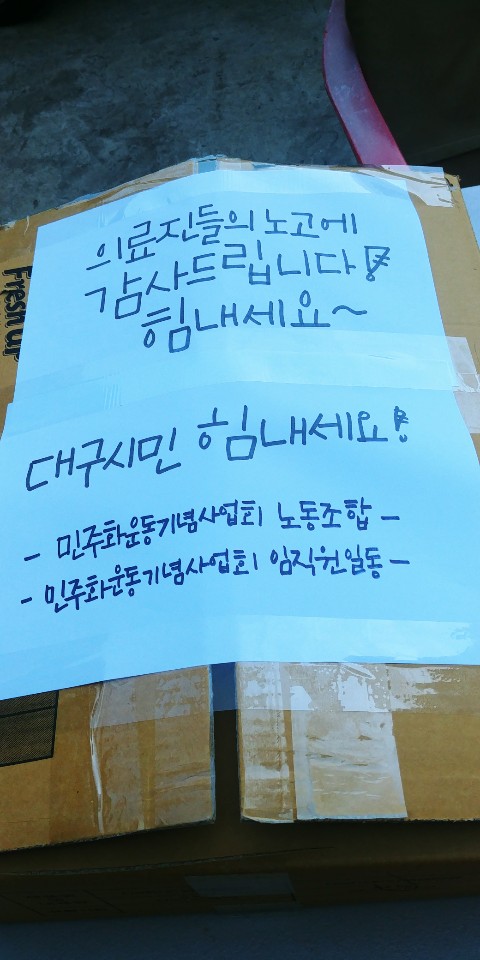 의료진들의 노고에
감사드립니다!
힘내세요~
대구시민 힘내세요!
- 민주화운동기념사업회 노동조합 -
- 민주화운동기념사업회 임직원일동 -
Fresh up